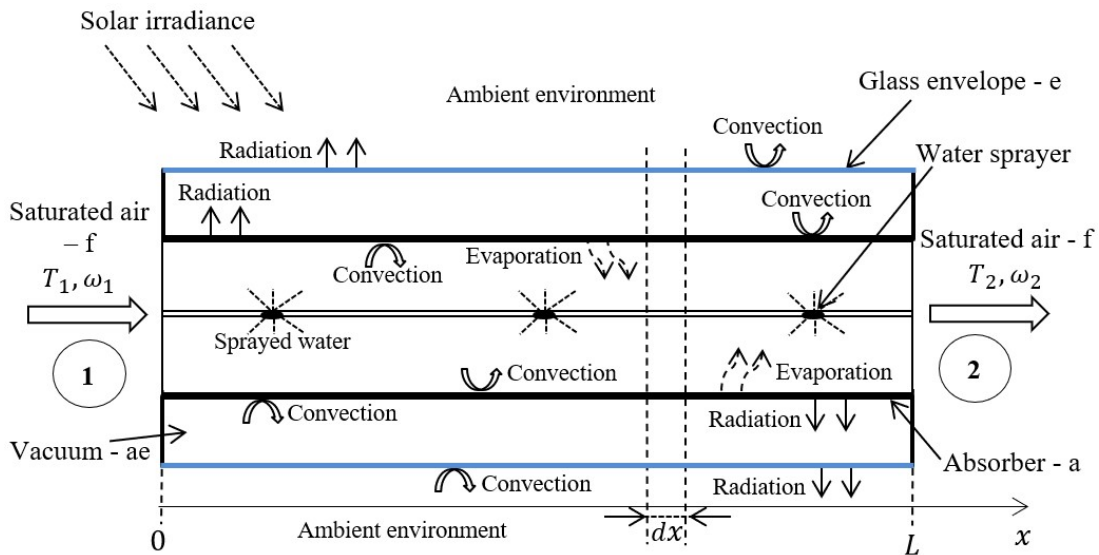 Solar irradiance
Ambient environment
Glass envelope - e
Convection
Radiation
Water sprayer
Radiation
Convection
Saturated air
– f
T₁, ω₁
Saturated air - f
T₂, ω₂
Evaporation
Convection
Sprayed water
1
2
Convection
Evaporation
Convection
Radiation
Vacuum - ae
Absorber - a
Convection
Radiation
Ambient environment
0
dx
L
x